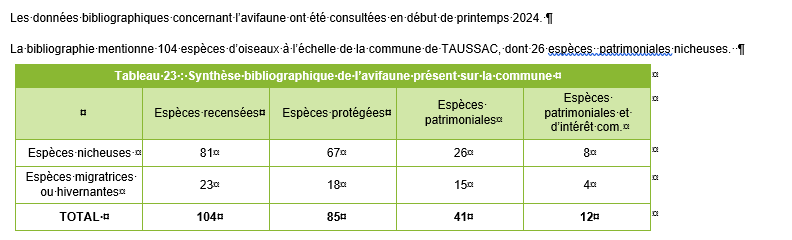 Les données bibliographiques concernant l'avifaune ont été consultées en début de printemps 2024. ¶
La bibliographie mentionne 104 espèces d'oiseaux à l'échelle de la commune de TAUSSAC, dont 26 espèces patrimoniales nicheuses. ¶
Tableau 23 : Synthèse bibliographique de l'avifaune présent sur la commune ¤ ¤
¤ Espèces recensées¤ Espèces protégées¤ Espèces patrimoniales¤ Espèces patrimoniales et d'intérêt com.¤ ¤
Espèces nicheuses ¤ 81¤ 67¤ 26¤ 8¤ ¤
Espèces migratrices ou hivernantes¤ 23¤ 18¤ 15¤ 4¤ ¤
TOTAL ¤ 104¤ 85¤ 41¤ 12¤ ¤